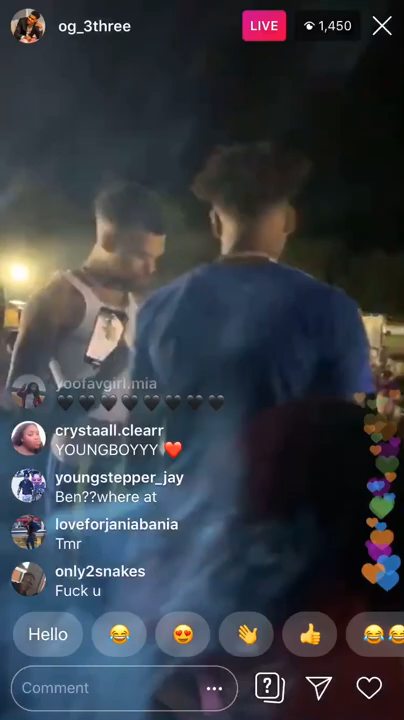 og_3three
LIVE
1,450
yoofavgirl.mia
🖤 🖤 🖤 🖤 🖤 🖤 🖤 🖤
crystaall.clearr
YOUNGBOYYY ❤️
youngstepper_jay
Ben??where at
loveforjaniabania
Tmr
only2snakes
Fuck u
Hello 😂 😍 👋 👍 😂😂
Comment ...